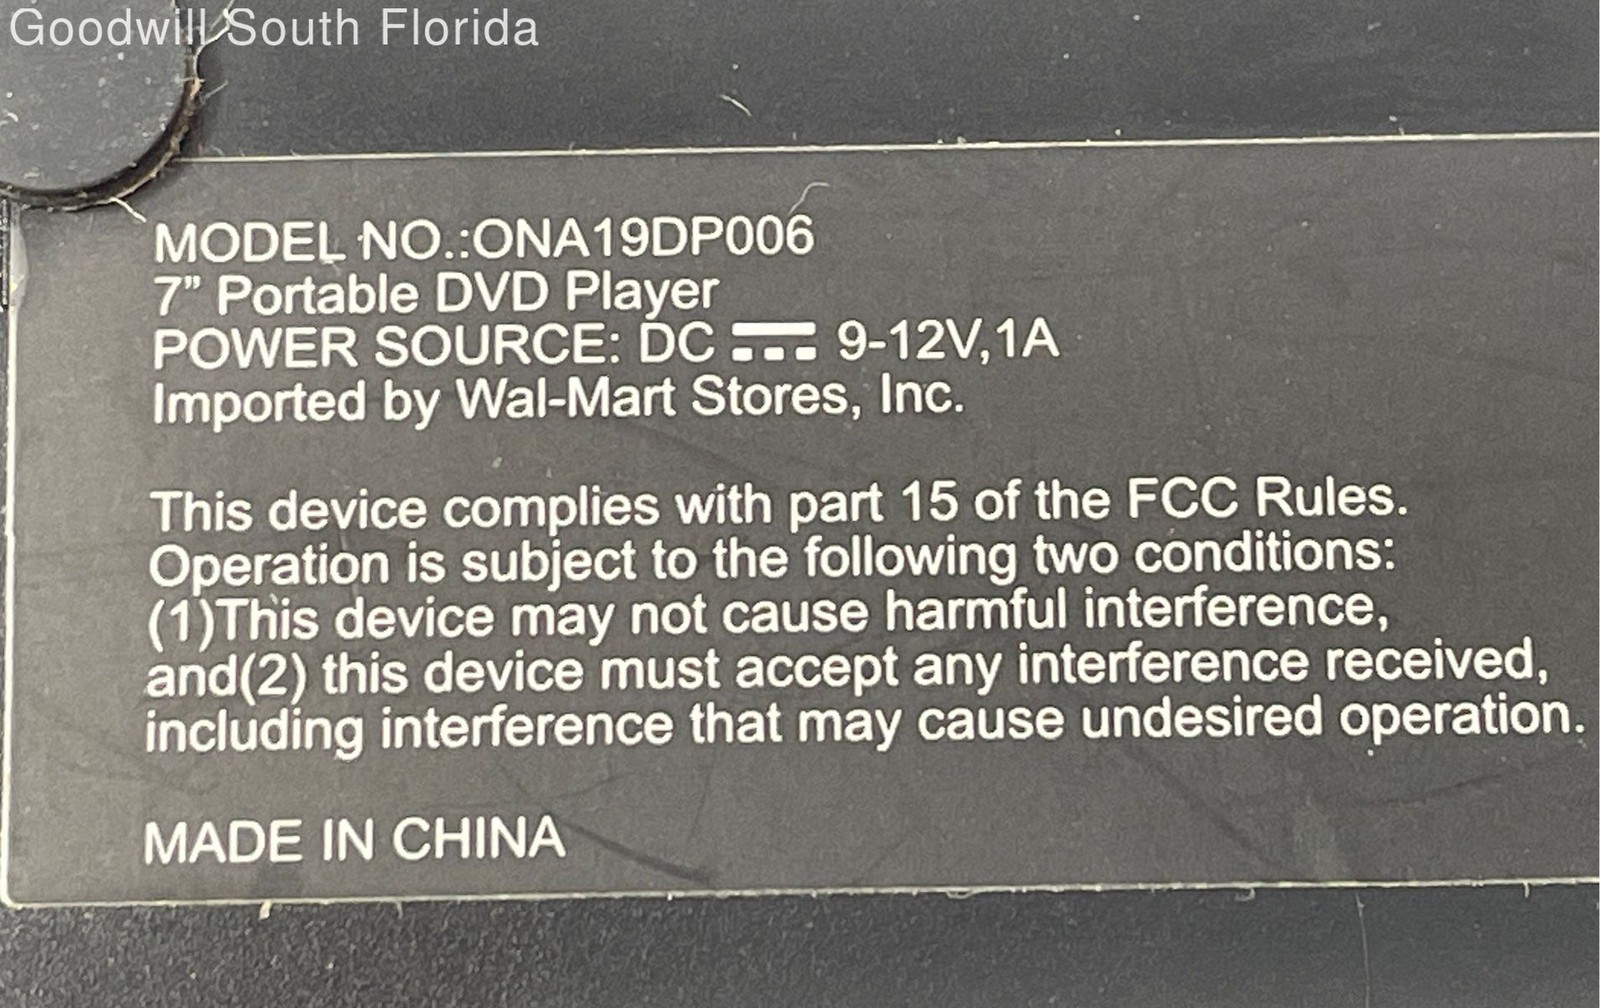 Goodwill South Florida
MODEL NO.:ONA19DP006
7” Portable DVD Player
POWER SOURCE: DC ⎓ 9-12V,1A
Imported by Wal-Mart Stores, Inc.
This device complies with part 15 of the FCC Rules.
Operation is subject to the following two conditions:
(1)This device may not cause harmful interference,
and(2) this device must accept any interference received,
including interference that may cause undesired operation.
MADE IN CHINA